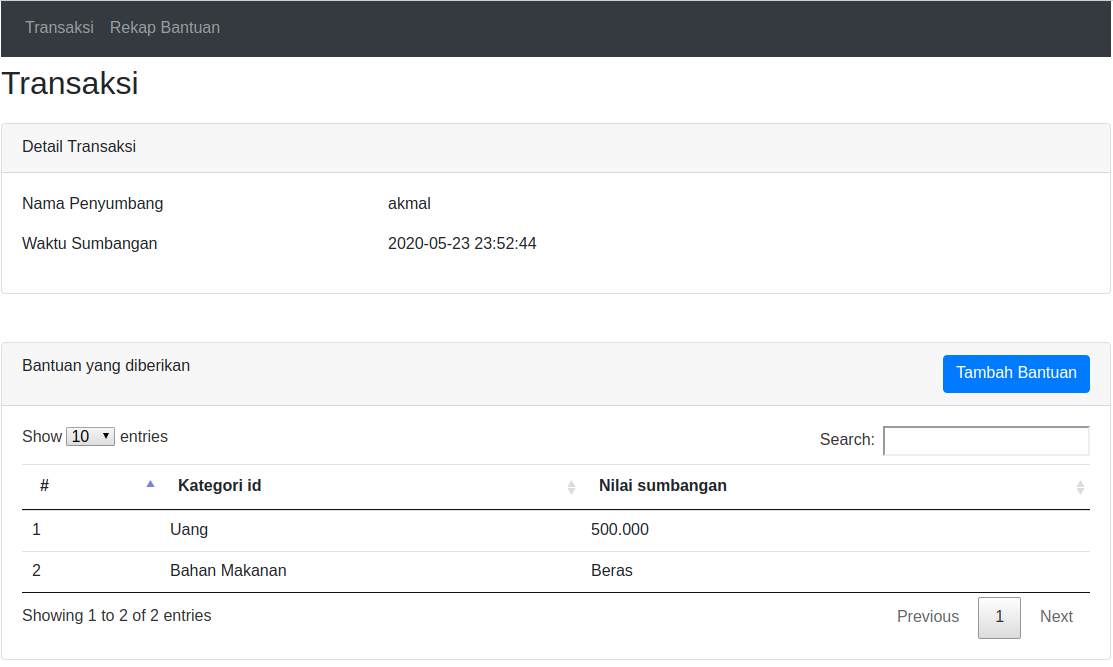 Transaksi Rekap Bantuan
Transaksi
Detail Transaksi
Nama Penyumbang akmal
Waktu Sumbangan 2020-05-23 23:52:44
Bantuan yang diberikan Tambah Bantuan
Show 10 entries Search:
# Kategori id Nilai sumbangan
1 Uang 500.000
2 Bahan Makanan Beras
Showing 1 to 2 of 2 entries Previous 1 Next